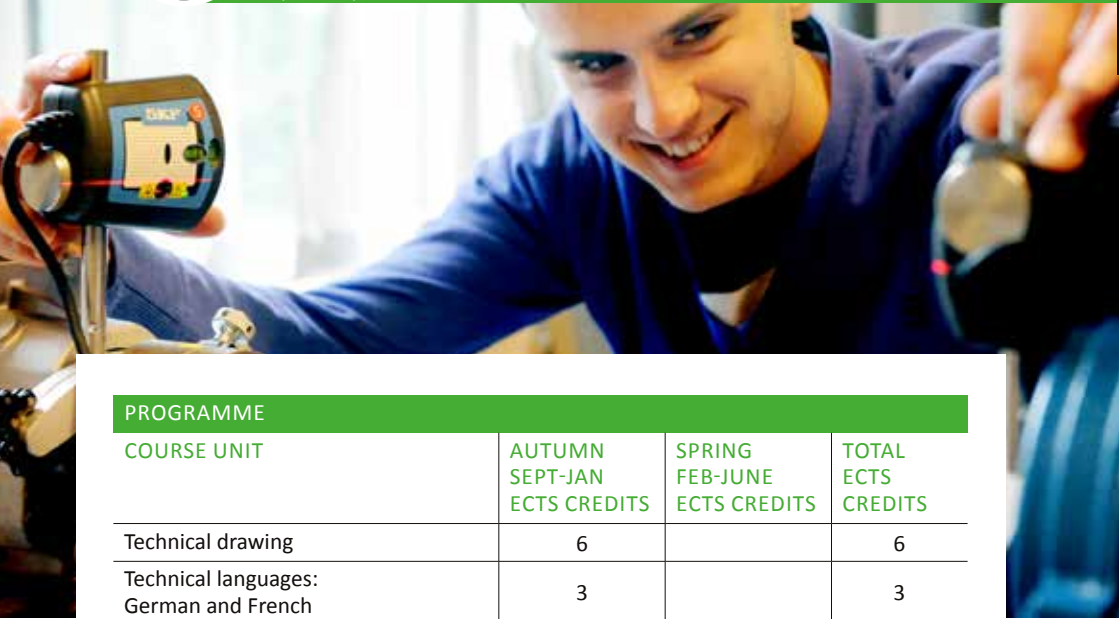 SKF
PROGRAMME
COURSE UNIT
AUTUMN
SEPT-JAN
ECTS CREDITS
SPRING
FEB-JUNE
ECTS CREDITS
TOTAL
ECTS
CREDITS
Technical drawing 6 6
Technical languages:
German and French 3 3